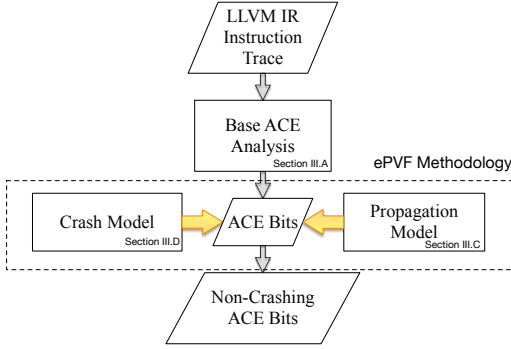 LLVM IR
Instruction
Trace
Base ACE
Analysis
Section III.A
ePVF Methodology
Crash Model
Section III.D
ACE Bits
Propagation
Model
Section III.C
Non-Crashing
ACE Bits